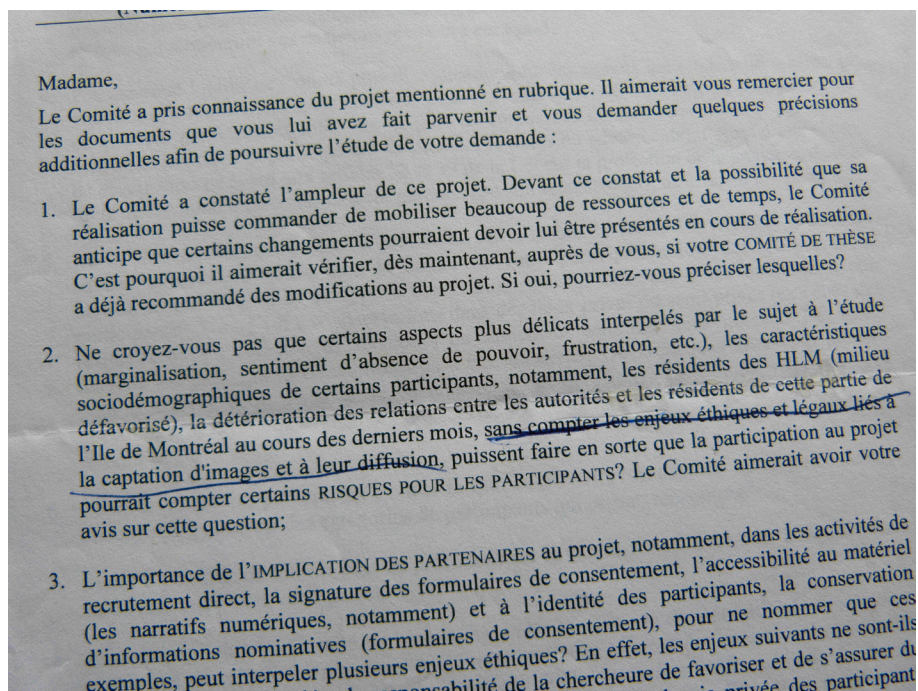 Madame,
Le Comité a pris connaissance du projet mentionné en rubrique. Il aimerait vous remercier pour
les documents que vous lui avez fait parvenir et vous demander quelques précisions
additionnelles afin de poursuivre l'étude de votre demande :
1. Le Comité a constaté l'ampleur de ce projet. Devant ce constat et la possibilité que sa
réalisation puisse commander de mobiliser beaucoup de ressources et de temps, le Comité
anticipe que certains changements pourraient devoir lui être présentés en cours de réalisation.
C'est pourquoi il aimerait vérifier, dès maintenant, auprès de vous, si votre COMITÉ DE THÈSE
a déjà recommandé des modifications au projet. Si oui, pourriez-vous préciser lesquelles?
2. Ne croyez-vous pas que certains aspects plus délicats interpelés par le sujet à l'étude
(marginalisation, sentiment d'absence de pouvoir, frustration, etc.), les caractéristiques
sociodémographiques de certains participants, notamment, les résidents des HLM (milieu
défavorisé), la détérioration des relations entre les autorités et les résidents de cette partie de
l'Ile de Montréal au cours des derniers mois, sans compter les enjeux éthiques et légaux liés à
la captation d'images et à leur diffusion, puissent faire en sorte que la participation au projet
pourrait compter certains RISQUES POUR LES PARTICIPANTS? Le Comité aimerait avoir votre
avis sur cette question;
3. L'importance de l'IMPLICATION DES PARTENAIRES au projet, notamment, dans les activités de
recrutement direct, la signature des formulaires de consentement, l'accessibilité au matériel
(les narratifs numériques, notamment) et à l'identité des participants, la conservation
d'informations nominatives (formulaires de consentement), pour ne nommer que ces
exemples, peut interpeler plusieurs enjeux éthiques? En effet, les enjeux suivants ne sont-ils
de la chercheure de favoriser et de s'assurer du
privée des participant